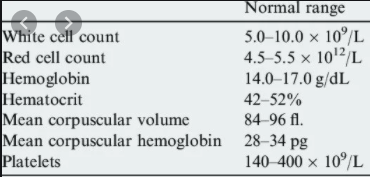 Normal range
White cell count 5.0–10.0 × 10⁹/L
Red cell count 4.5–5.5 × 10¹²/L
Hemoglobin 14.0–17.0 g/dL
Hematocrit 42–52%
Mean corpuscular volume 84–96 fl.
Mean corpuscular hemoglobin 28–34 pg
Platelets 140–400 × 10⁹/L